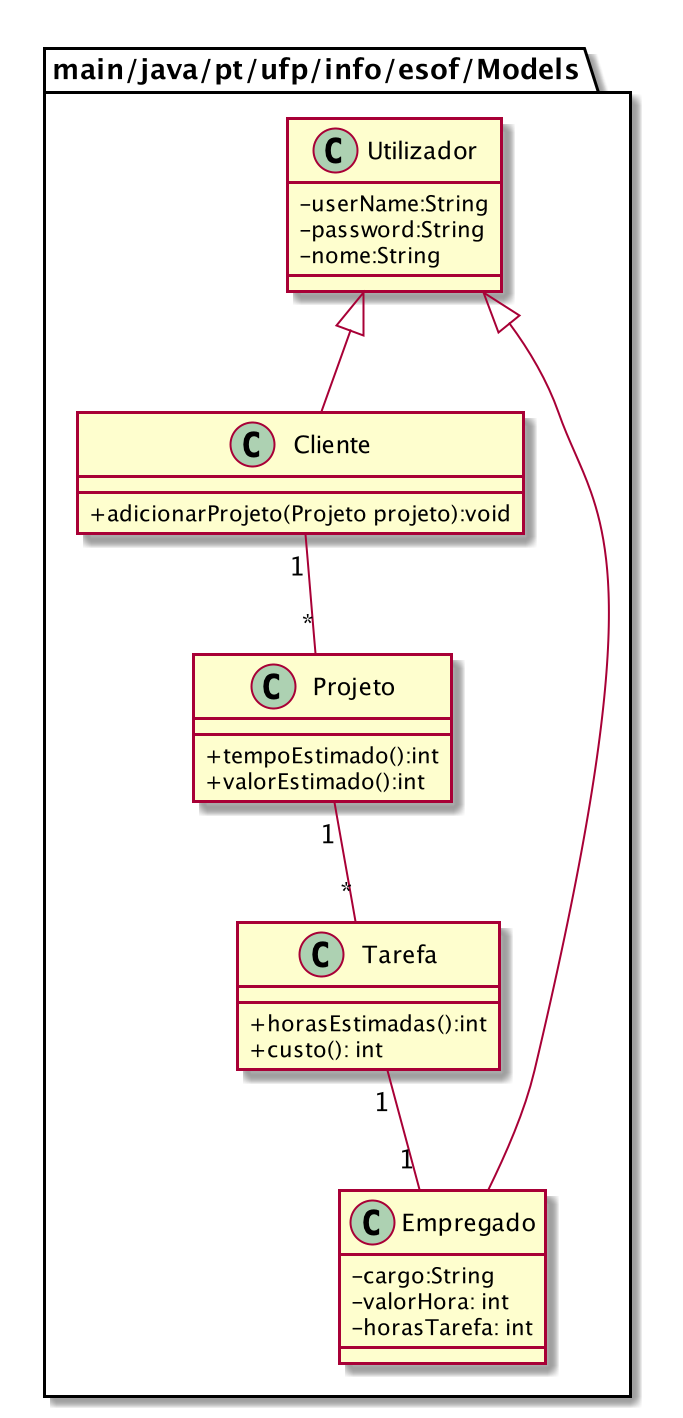 main/java/pt/ufp/info/esof/Models
C Utilizador
-userName:String
-password:String
-nome:String
C Cliente
+adicionarProjeto(Projeto projeto):void
1
*
C Projeto
+tempoEstimado():int
+valorEstimado():int
1
*
C Tarefa
+horasEstimadas():int
+custo(): int
1
1
C Empregado
-cargo:String
-valorHora: int
-horasTarefa: int